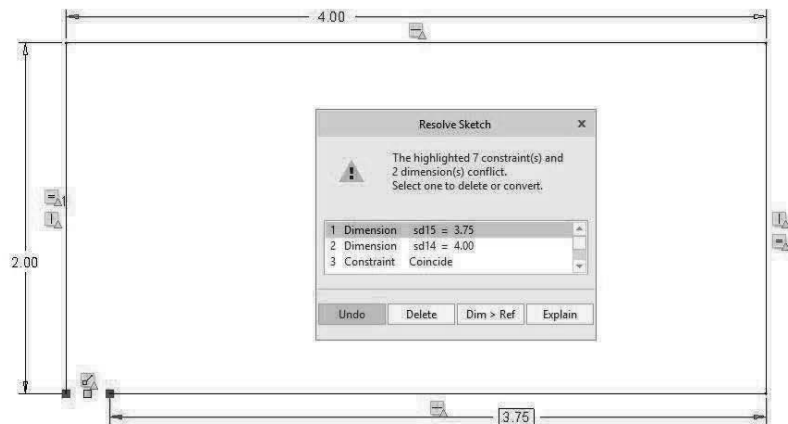 4.00
Resolve Sketch x
The highlighted 7 constraint(s) and
2 dimension(s) conflict.
Select one to delete or convert.
1 Dimension sd15 = 3.75
2 Dimension sd14 = 4.00
3 Constraint Coincide
Undo Delete Dim > Ref Explain
1
2.00
3.75